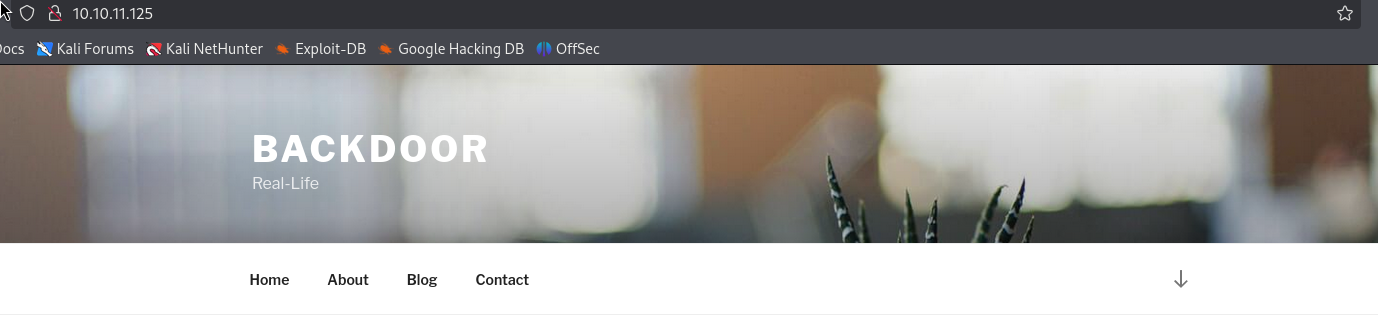 10.10.11.125
Docs Kali Forums Kali NetHunter Exploit-DB Google Hacking DB OffSec
BACKDOOR
Real-Life
Home About Blog Contact